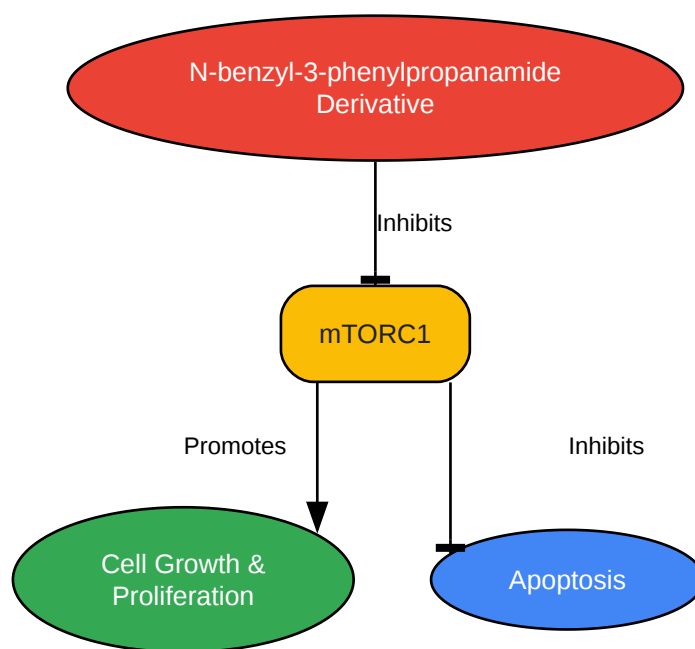 N-benzyl-3-phenylpropanamide
Derivative
Inhibits
mTORC1
Promotes
Inhibits
Cell Growth &
Proliferation
Apoptosis